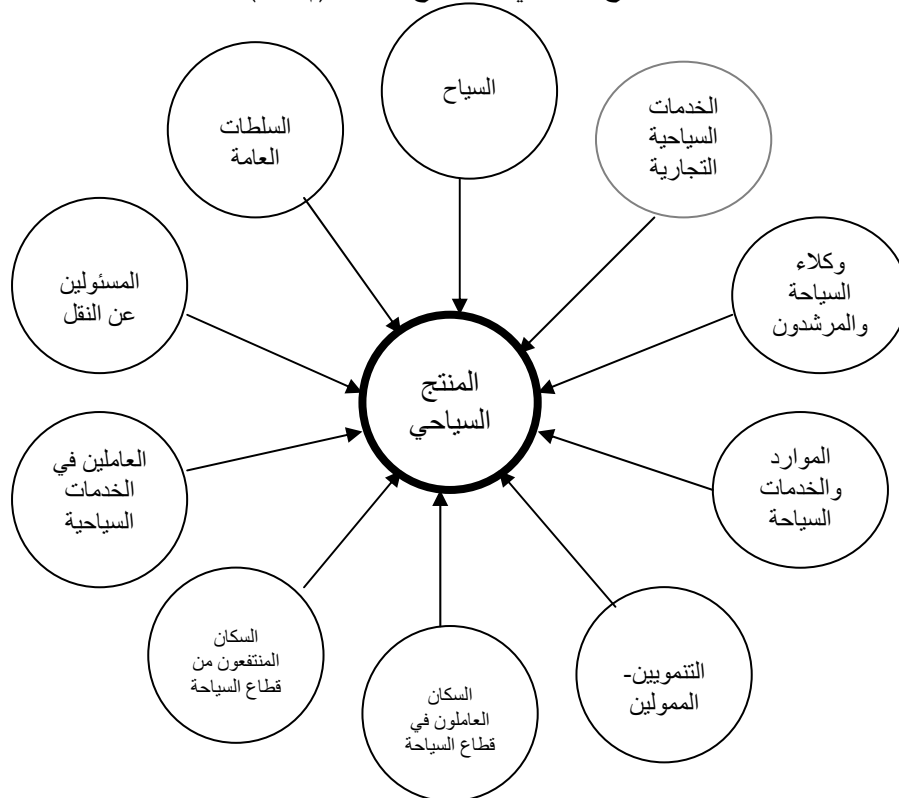 السياح
الخدمات
السياحية
التجارية
السلطات
العامة
وكلاء
السياحة
والمرشدون
المسئولين
عن النقل
المنتج
السياحي
الموارد
والخدمات
السياحة
العاملين في
الخدمات
السياحية
السكان
المنتفعون من
قطاع السياحة
السكان
العاملون في
قطاع السياحة
التنمويين-
الممولين